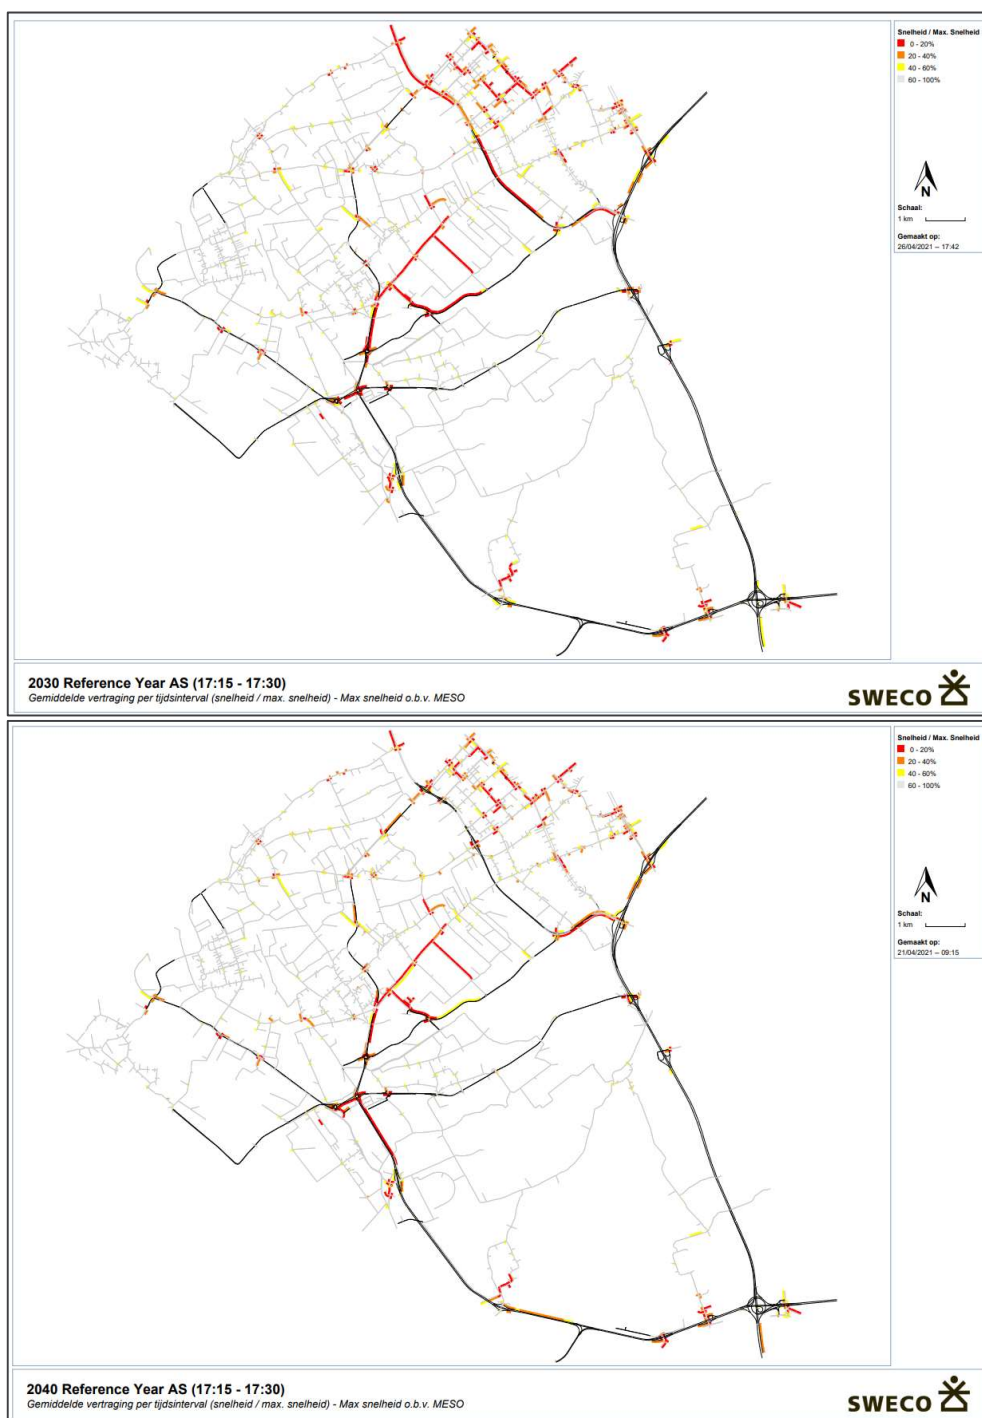 Snelheid / Max. Snelheid
0 - 20%
20 - 40%
40 - 60%
60 - 100%
N
Schaal:
1 km
Gemaakt op:
26/04/2021 – 17:42
2030 Reference Year AS (17:15 - 17:30)
Gemiddelde vertraging per tijdsinterval (snelheid / max. snelheid) - Max snelheid o.b.v. MESO
SWECO
Snelheid / Max. Snelheid
0 - 20%
20 - 40%
40 - 60%
60 - 100%
N
Schaal:
1 km
Gemaakt op:
21/04/2021 – 09:15
2040 Reference Year AS (17:15 - 17:30)
Gemiddelde vertraging per tijdsinterval (snelheid / max. snelheid) - Max snelheid o.b.v. MESO
SWECO